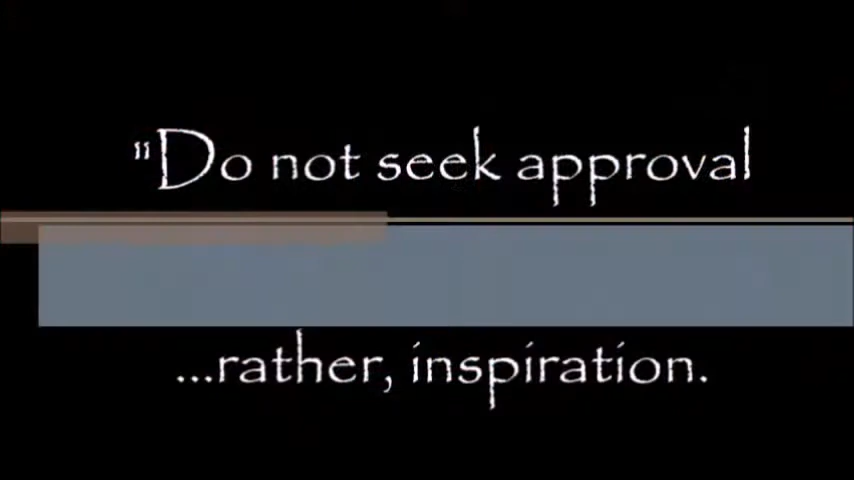 "Do not seek approval
...rather, inspiration.